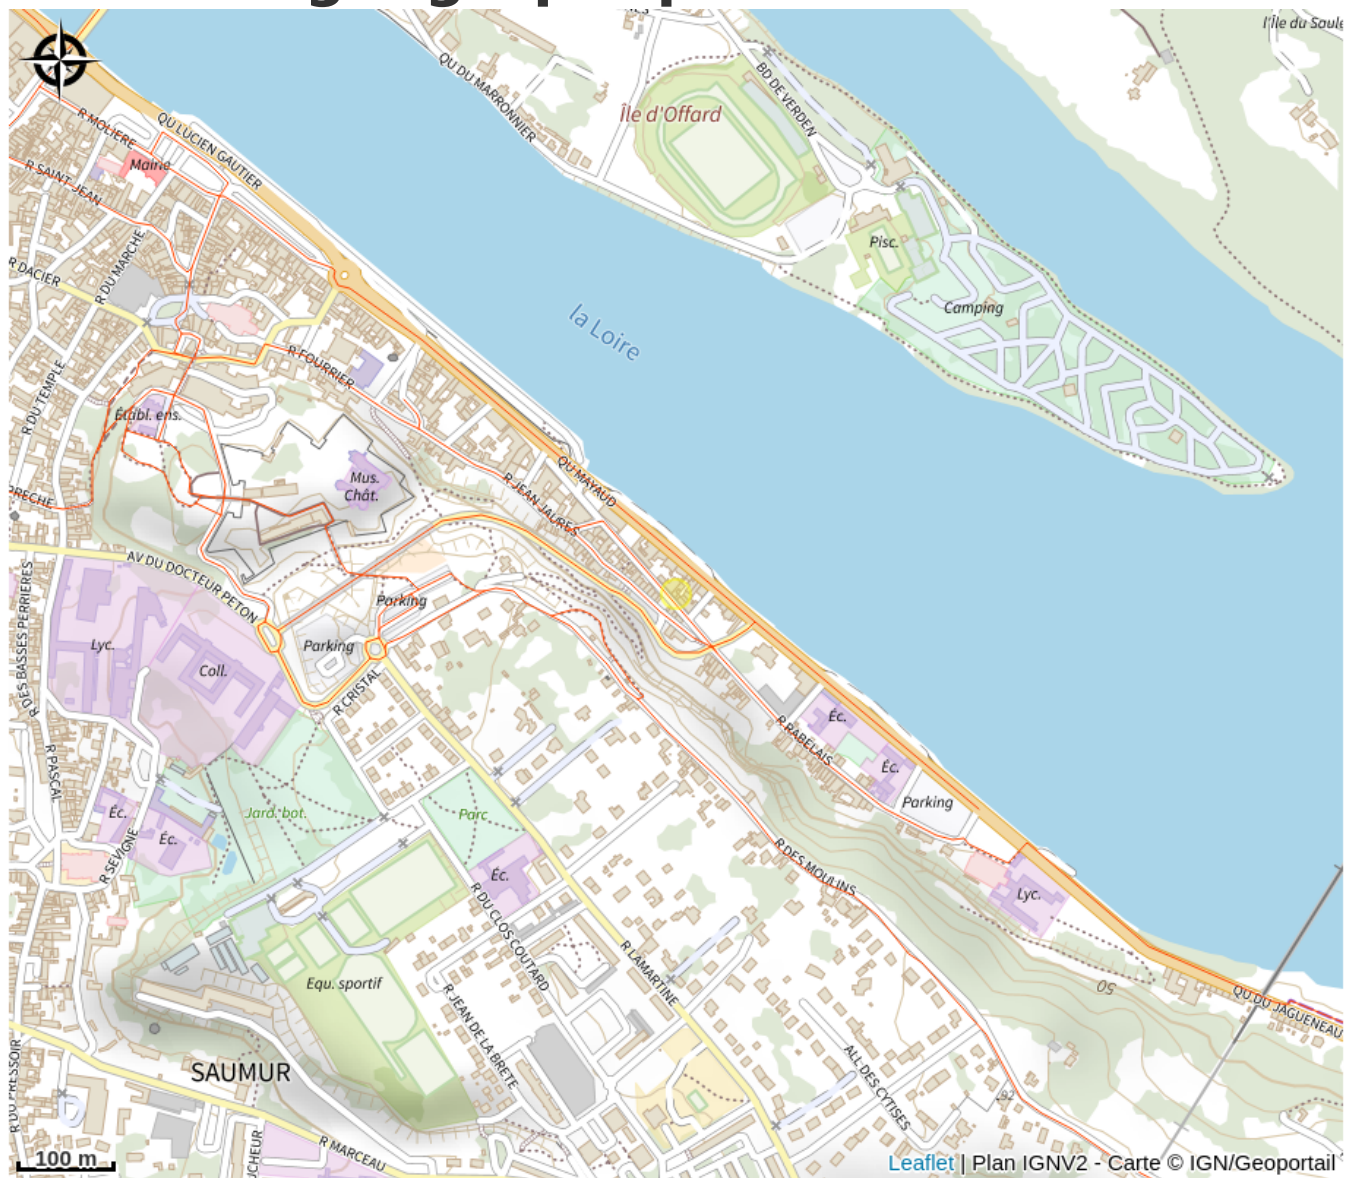 l'Île du Saule
QU DU MARRONNIER
BD DE VERDEN
Île d'Offard
R MOLIERE
QU LUCIEN GAUTIER
Mairie
R SAINT-JEAN
R DU MARCHE
R DACIER
Pisc.
Camping
la Loire
R FOURRIER
R DU TEMPLE
Établ. ens.
Mus.
Chât.
QU MAYAUD
R JEAN JAURES
PRECHE
AV DU DOCTEUR PETON
R DES BASSES PERRIERES
Parking
Parking
Lyc.
Coll.
R CRISTAL
R PASCAL
Éc.
R RABELAIS
Éc.
Parking
Jard. bot.
Parc
Éc.
Éc.
R SEVIGNE
Éc.
R DES MOULINS
Lyc.
R DU CLOS COUTARD
R LAMARTINE
Equ. sportif
50
QU DU JAGUENEAU
R JEAN DE LA BRETE
ALL DES CYTISES
SAUMUR
92
R DU PRESSOIR
R MARCEAU
UCHEUR
100 m
Leaflet | Plan IGNV2 - Carte © IGN/Geoportail